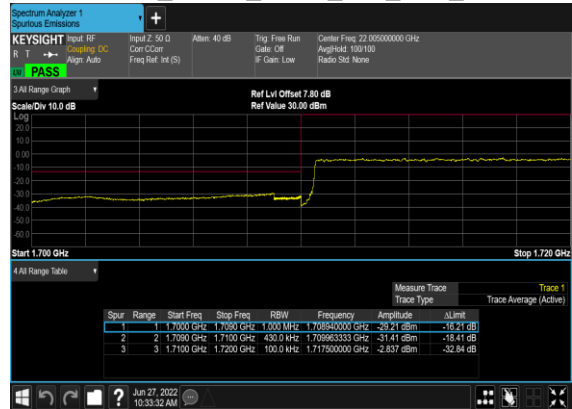 Spectrum Analyzer 1
Spurious Emissions
+
KEYSIGHT Input: RF Input Z: 50 Ω Atten: 40 dB Trig: Free Run Center Freq: 22.005000000 GHz
R T Coupling: DC Corr CCorr Gate: Off Avg|Hold: 100/100
Align: Auto Freq Ref: Int (S) IF Gain: Low Radio Std: None
LW PASS
3 All Range Graph
Ref Lvl Offset 7.80 dB
Scale/Div 10.0 dB Ref Value 30.00 dBm
Log
20.0
10.0
0.00
-10.0
-20.0
-30.0
-40.0
-50.0
-60.0
Start 1.700 GHz Stop 1.720 GHz
4 All Range Table
Measure Trace Trace 1
Trace Type Trace Average (Active)
Spur Range Start Freq Stop Freq RBW Frequency Amplitude ΔLimit
1 1 1.7000 GHz 1.7090 GHz 1.000 MHz 1.708940000 GHz -29.21 dBm -16.21 dB
2 2 1.7090 GHz 1.7100 GHz 430.0 kHz 1.709963333 GHz -31.41 dBm -18.41 dB
3 3 1.7100 GHz 1.7200 GHz 100.0 kHz 1.717500000 GHz -2.837 dBm -32.84 dB
? Jun 27, 2022
10:33:32 AM